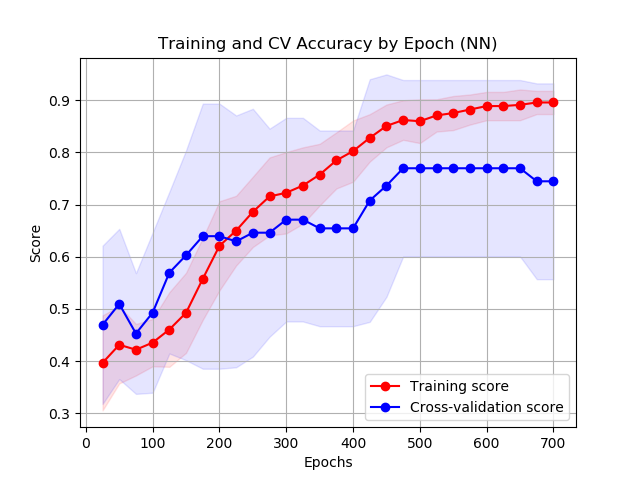 Training and CV Accuracy by Epoch (NN)
Score
0.9
0.8
0.7
0.6
0.5
0.4
0.3
Training score
Cross-validation score
0 100 200 300 400 500 600 700
Epochs